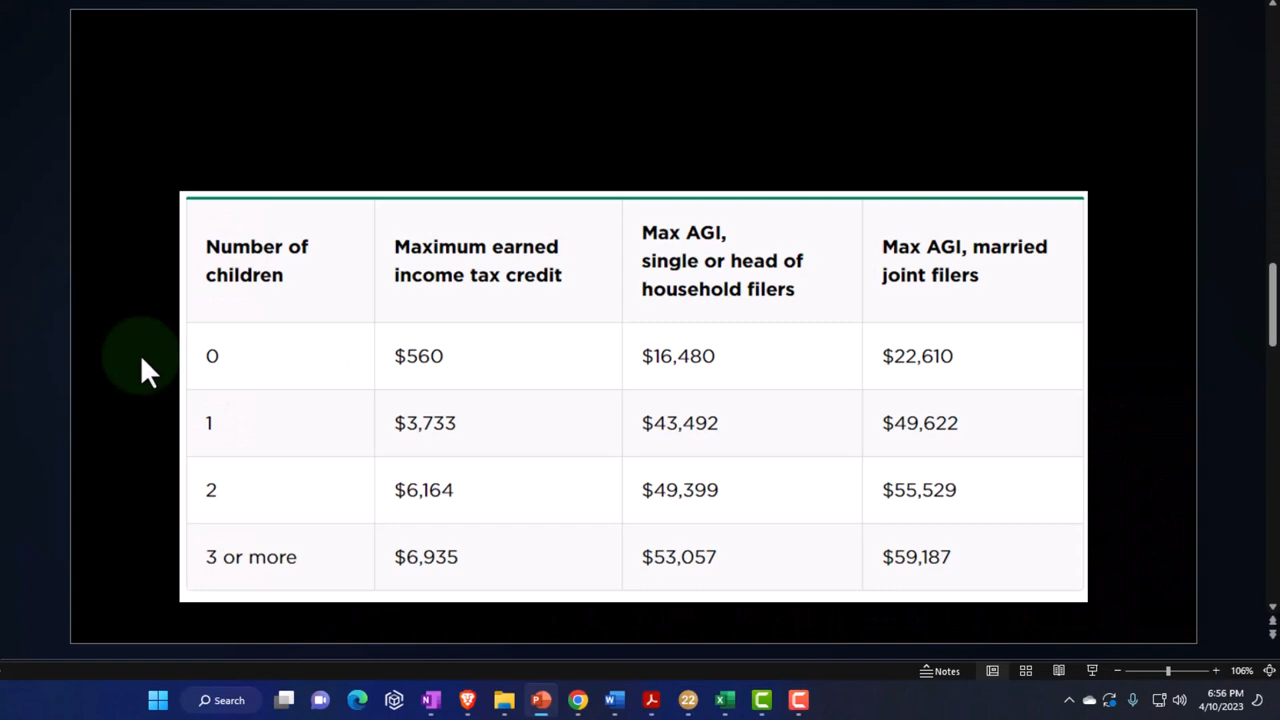 Number of
children
Maximum earned
income tax credit
Max AGI,
single or head of
household filers
Max AGI, married
joint filers
0
$560
$16,480
$22,610
1
$3,733
$43,492
$49,622
2
$6,164
$49,399
$55,529
3 or more
$6,935
$53,057
$59,187
Notes
106%
Search
22
6:56 PM
4/10/2023